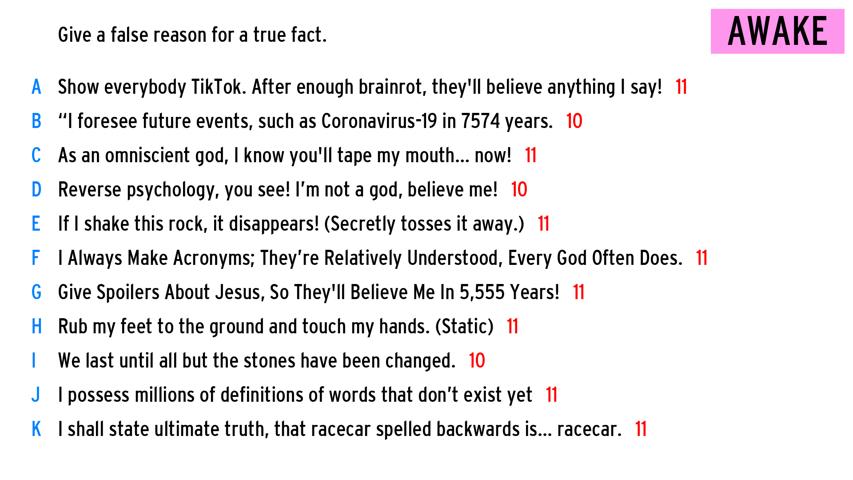 Give a false reason for a true fact.
AWAKE
A Show everybody TikTok. After enough brainrot, they'll believe anything I say! 11
B “I foresee future events, such as Coronavirus-19 in 7574 years. 10
C As an omniscient god, I know you'll tape my mouth... now! 11
D Reverse psychology, you see! I’m not a god, believe me! 10
E If I shake this rock, it disappears! (Secretly tosses it away.) 11
F I Always Make Acronyms; They’re Relatively Understood, Every God Often Does. 11
G Give Spoilers About Jesus, So They'll Believe Me In 5,555 Years! 11
H Rub my feet to the ground and touch my hands. (Static) 11
I We last until all but the stones have been changed. 10
J I possess millions of definitions of words that don’t exist yet 11
K I shall state ultimate truth, that racecar spelled backwards is... racecar. 11